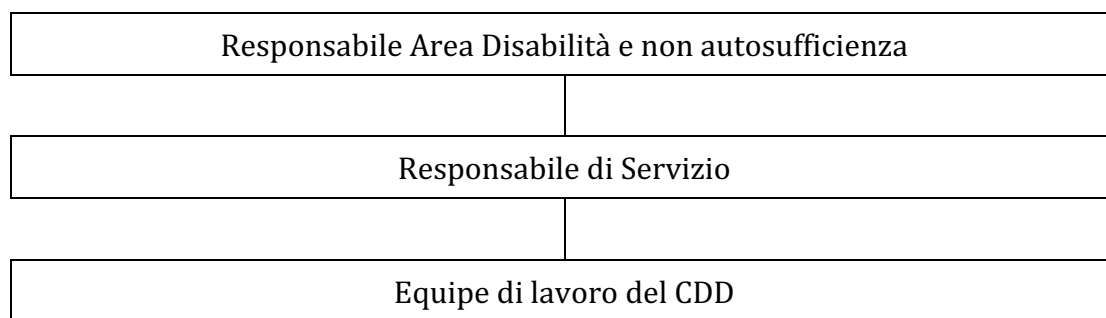 Responsabile Area Disabilità e non autosufficienza
Responsabile di Servizio
Equipe di lavoro del CDD